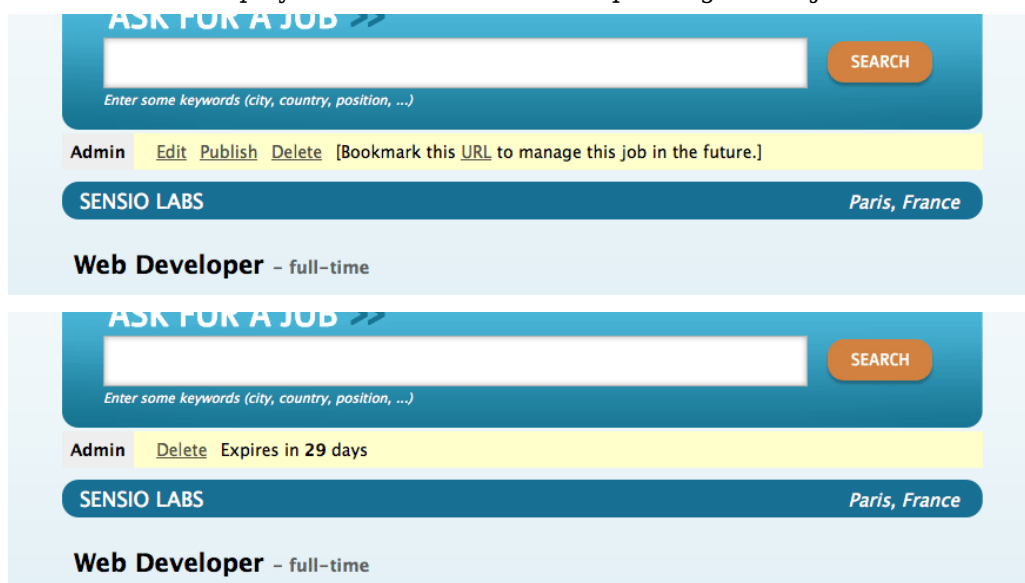 ASK FOR A JOB >>
SEARCH
Enter some keywords (city, country, position, ...)
Admin Edit Publish Delete [Bookmark this URL to manage this job in the future.]
SENSIO LABS Paris, France
Web Developer – full-time
ASK FOR A JOB >>
SEARCH
Enter some keywords (city, country, position, ...)
Admin Delete Expires in 29 days
SENSIO LABS Paris, France
Web Developer – full-time